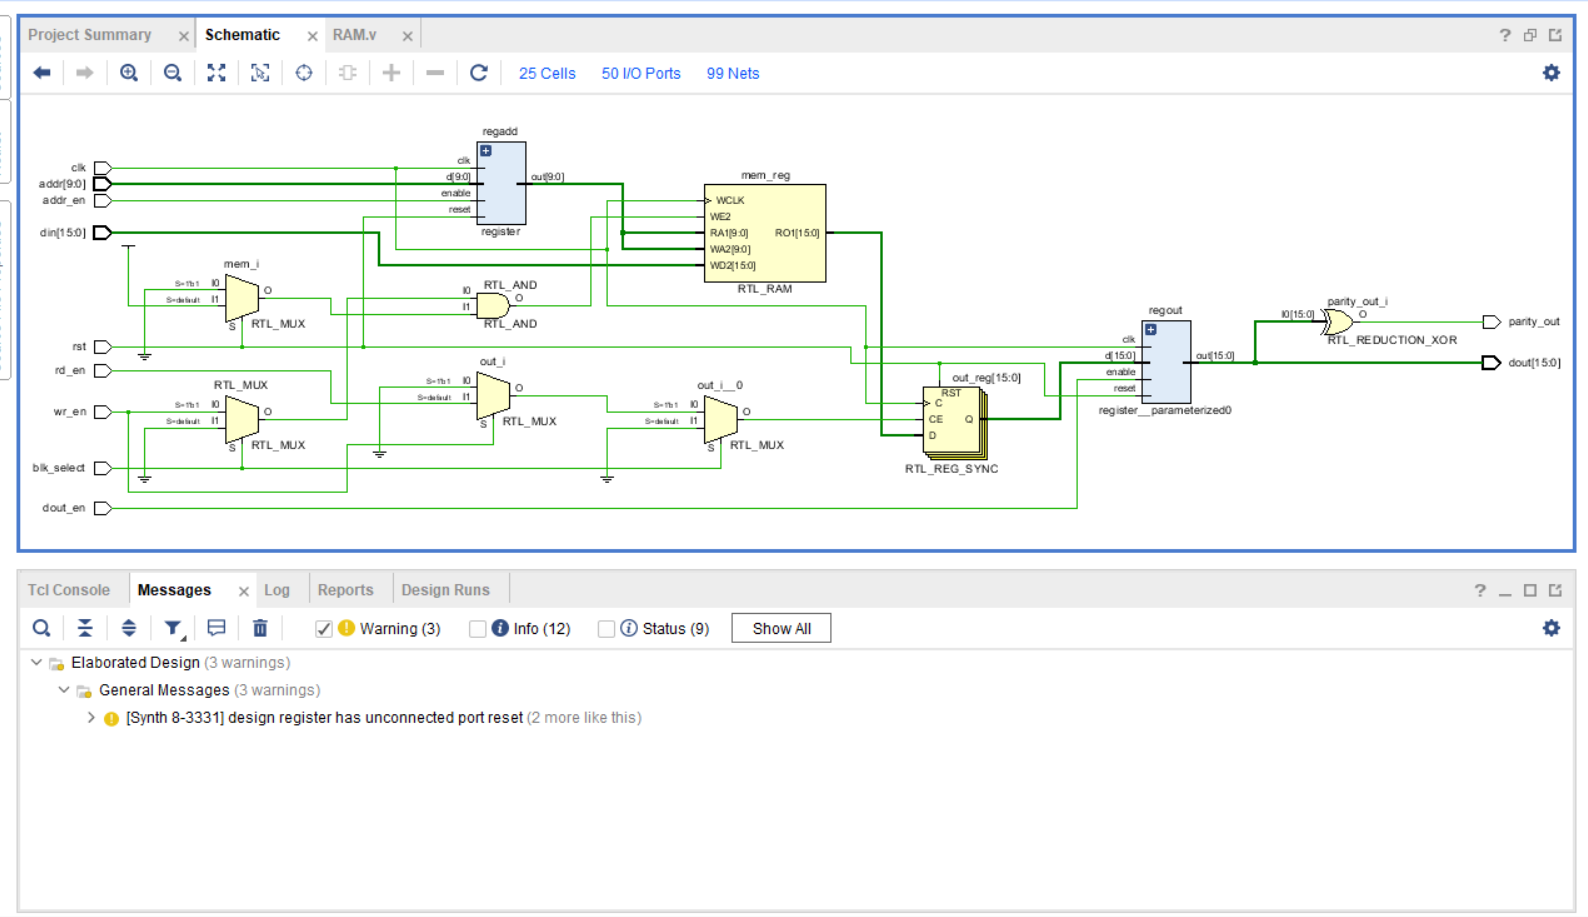 Project Summary × Schematic × RAM.v ×
25 Cells 50 I/O Ports 99 Nets
regadd
clk
addr[9:0]
addr_en
din[15:0]
clk
d[9:0]
enable
reset
out[9:0]
register
mem_reg
WCLK
WE2
RA1[9:0]
WA2[9:0]
WD2[15:0]
RO1[15:0]
RTL_RAM
mem_i
S=1'b1 I0
S=default I1
O
S
RTL_MUX
RTL_AND
I0
I1
O
RTL_AND
rst
rd_en
wr_en
blk_select
dout_en
RTL_MUX
S=1'b1 I0
S=default I1
O
S
RTL_MUX
out_i
S=1'b1 I0
S=default I1
O
S
RTL_MUX
out_i__0
S=1'b1 I0
S=default I1
O
S
RTL_MUX
out_reg[15:0]
RST
C
CE
D
Q
RTL_REG_SYNC
regout
clk
d[15:0]
enable
reset
out[15:0]
register__parameterized0
parity_out_i
I0[15:0]
O
RTL_REDUCTION_XOR
parity_out
dout[15:0]
Tcl Console Messages × Log Reports Design Runs
Warning (3) Info (12) Status (9) Show All
Elaborated Design (3 warnings)
General Messages (3 warnings)
[Synth 8-3331] design register has unconnected port reset (2 more like this)